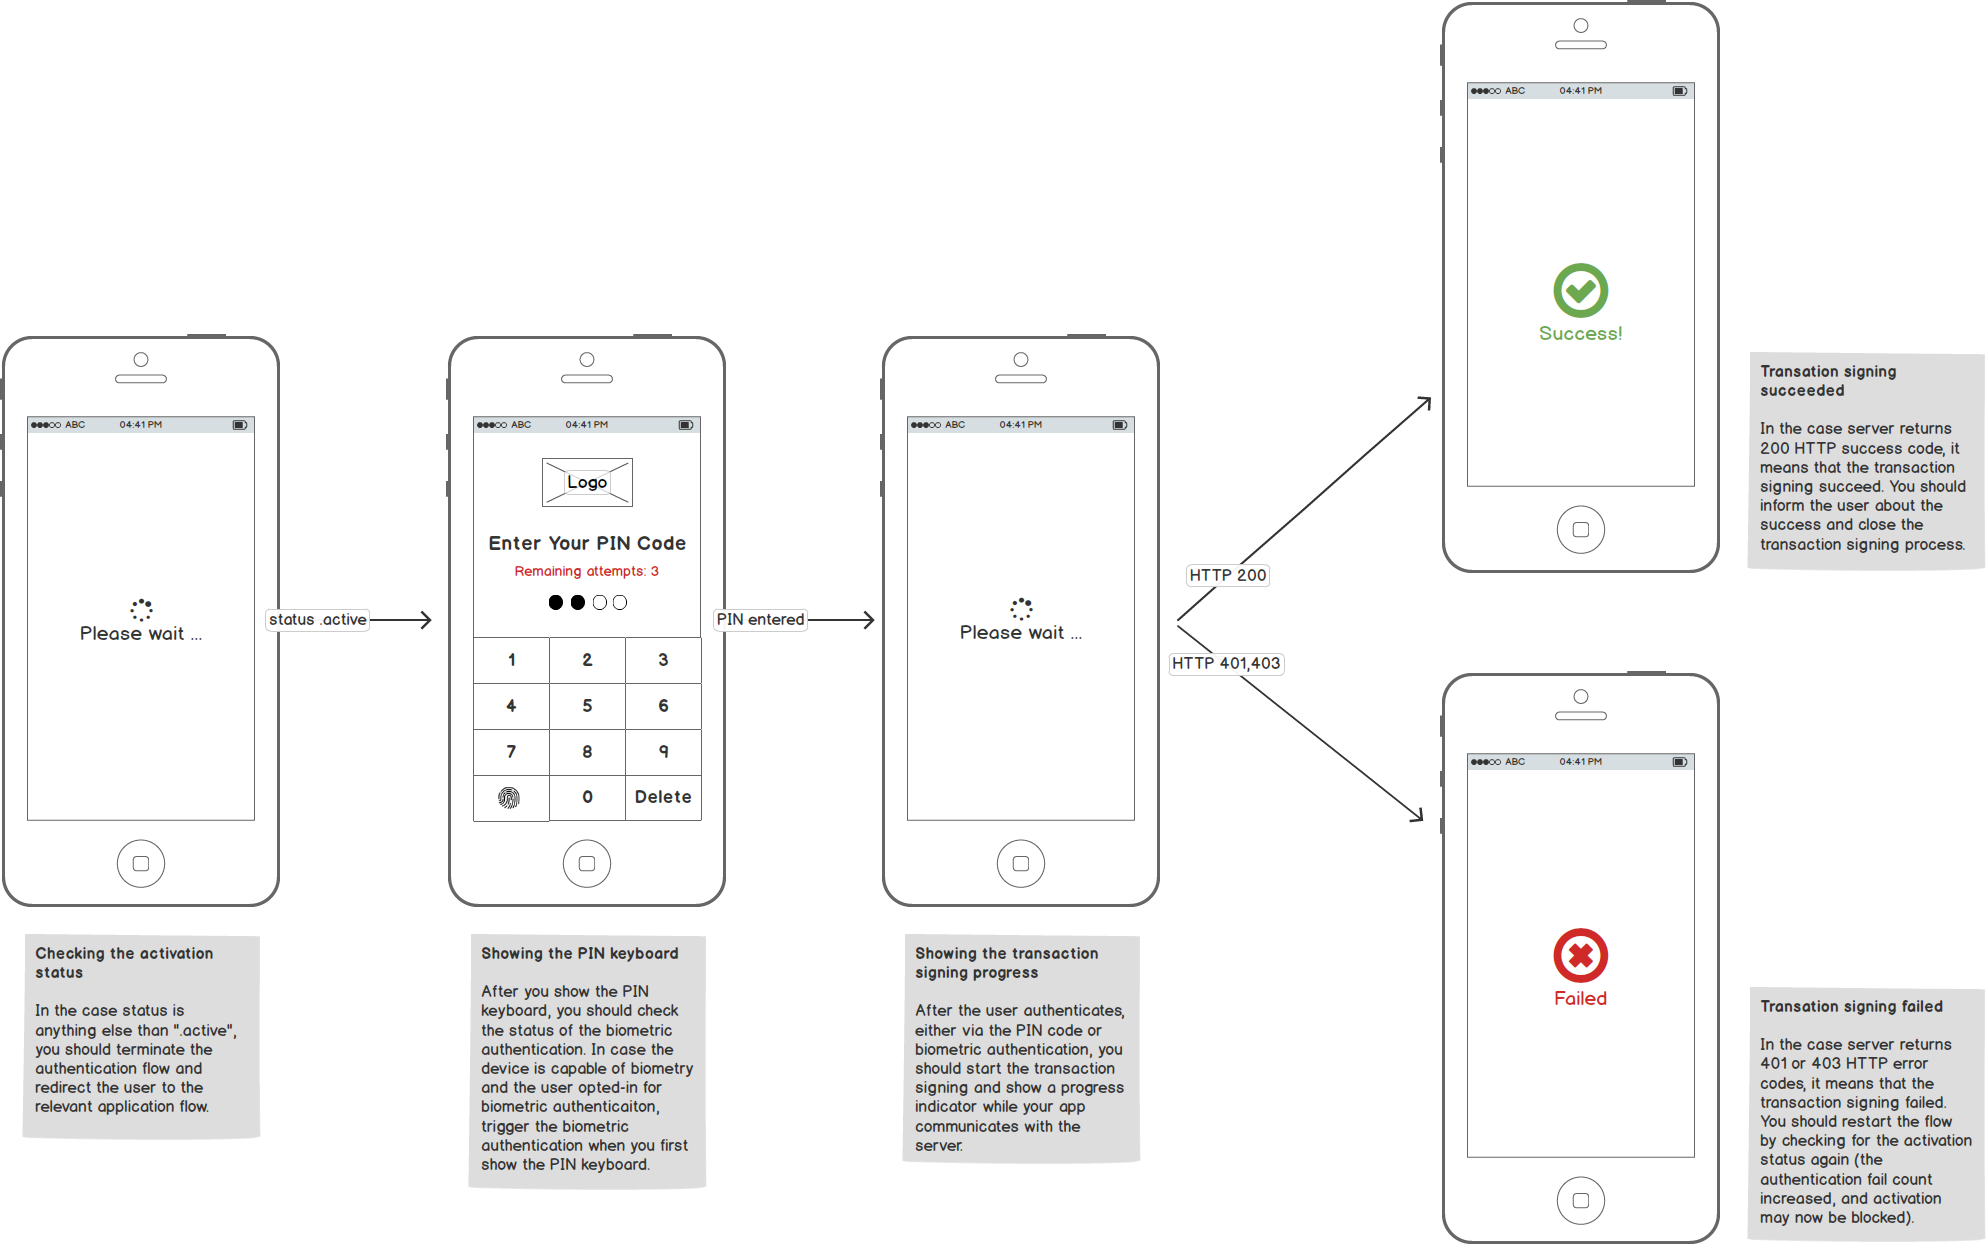 ABC 04:41 PM
Please wait ...
status .active
Checking the activation
status
In the case status is
anything else than ".active",
you should terminate the
authentication flow and
redirect the user to the
relevant application flow.
ABC 04:41 PM
Logo
Enter Your PIN Code
Remaining attempts: 3
1 2 3
4 5 6
7 8 9
0 Delete
PIN entered
Showing the PIN keyboard
After you show the PIN
keyboard, you should check
the status of the biometric
authentication. In case the
device is capable of biometry
and the user opted-in for
biometric authenticaiton,
trigger the biometric
authentication when you first
show the PIN keyboard.
ABC 04:41 PM
Please wait ...
Showing the transaction
signing progress
After the user authenticates,
either via the PIN code or
biometric authentication, you
should start the transaction
signing and show a progress
indicator while your app
communicates with the
server.
HTTP 200
HTTP 401,403
ABC 04:41 PM
Success!
Transation signing
succeeded
In the case server returns
200 HTTP success code, it
means that the transaction
signing succeed. You should
inform the user about the
success and close the
transaction signing process.
ABC 04:41 PM
Failed
Transation signing failed
In the case server returns
401 or 403 HTTP error
codes, it means that the
transaction signing failed.
You should restart the flow
by checking for the activation
status again (the
authentication fail count
increased, and activation
may now be blocked).